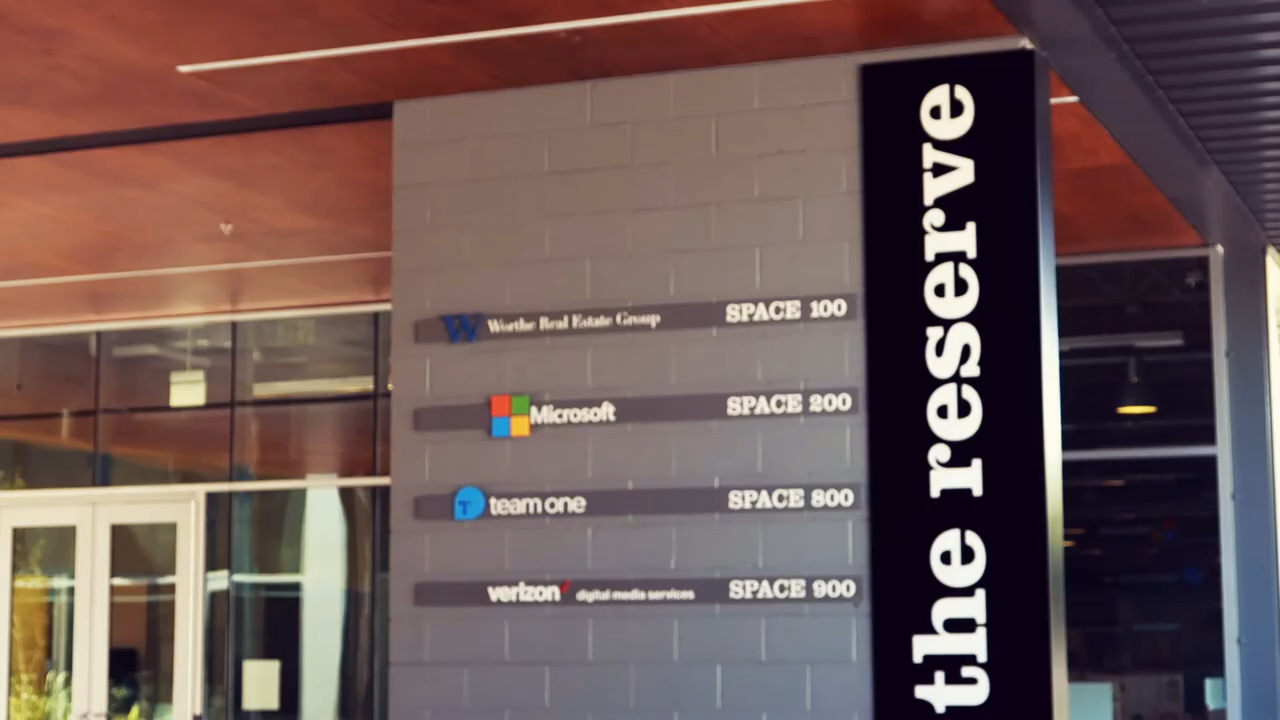 Worthe Real Estate Group SPACE 100
Microsoft SPACE 200
team one SPACE 800
verizon digital media services SPACE 900
the reserve